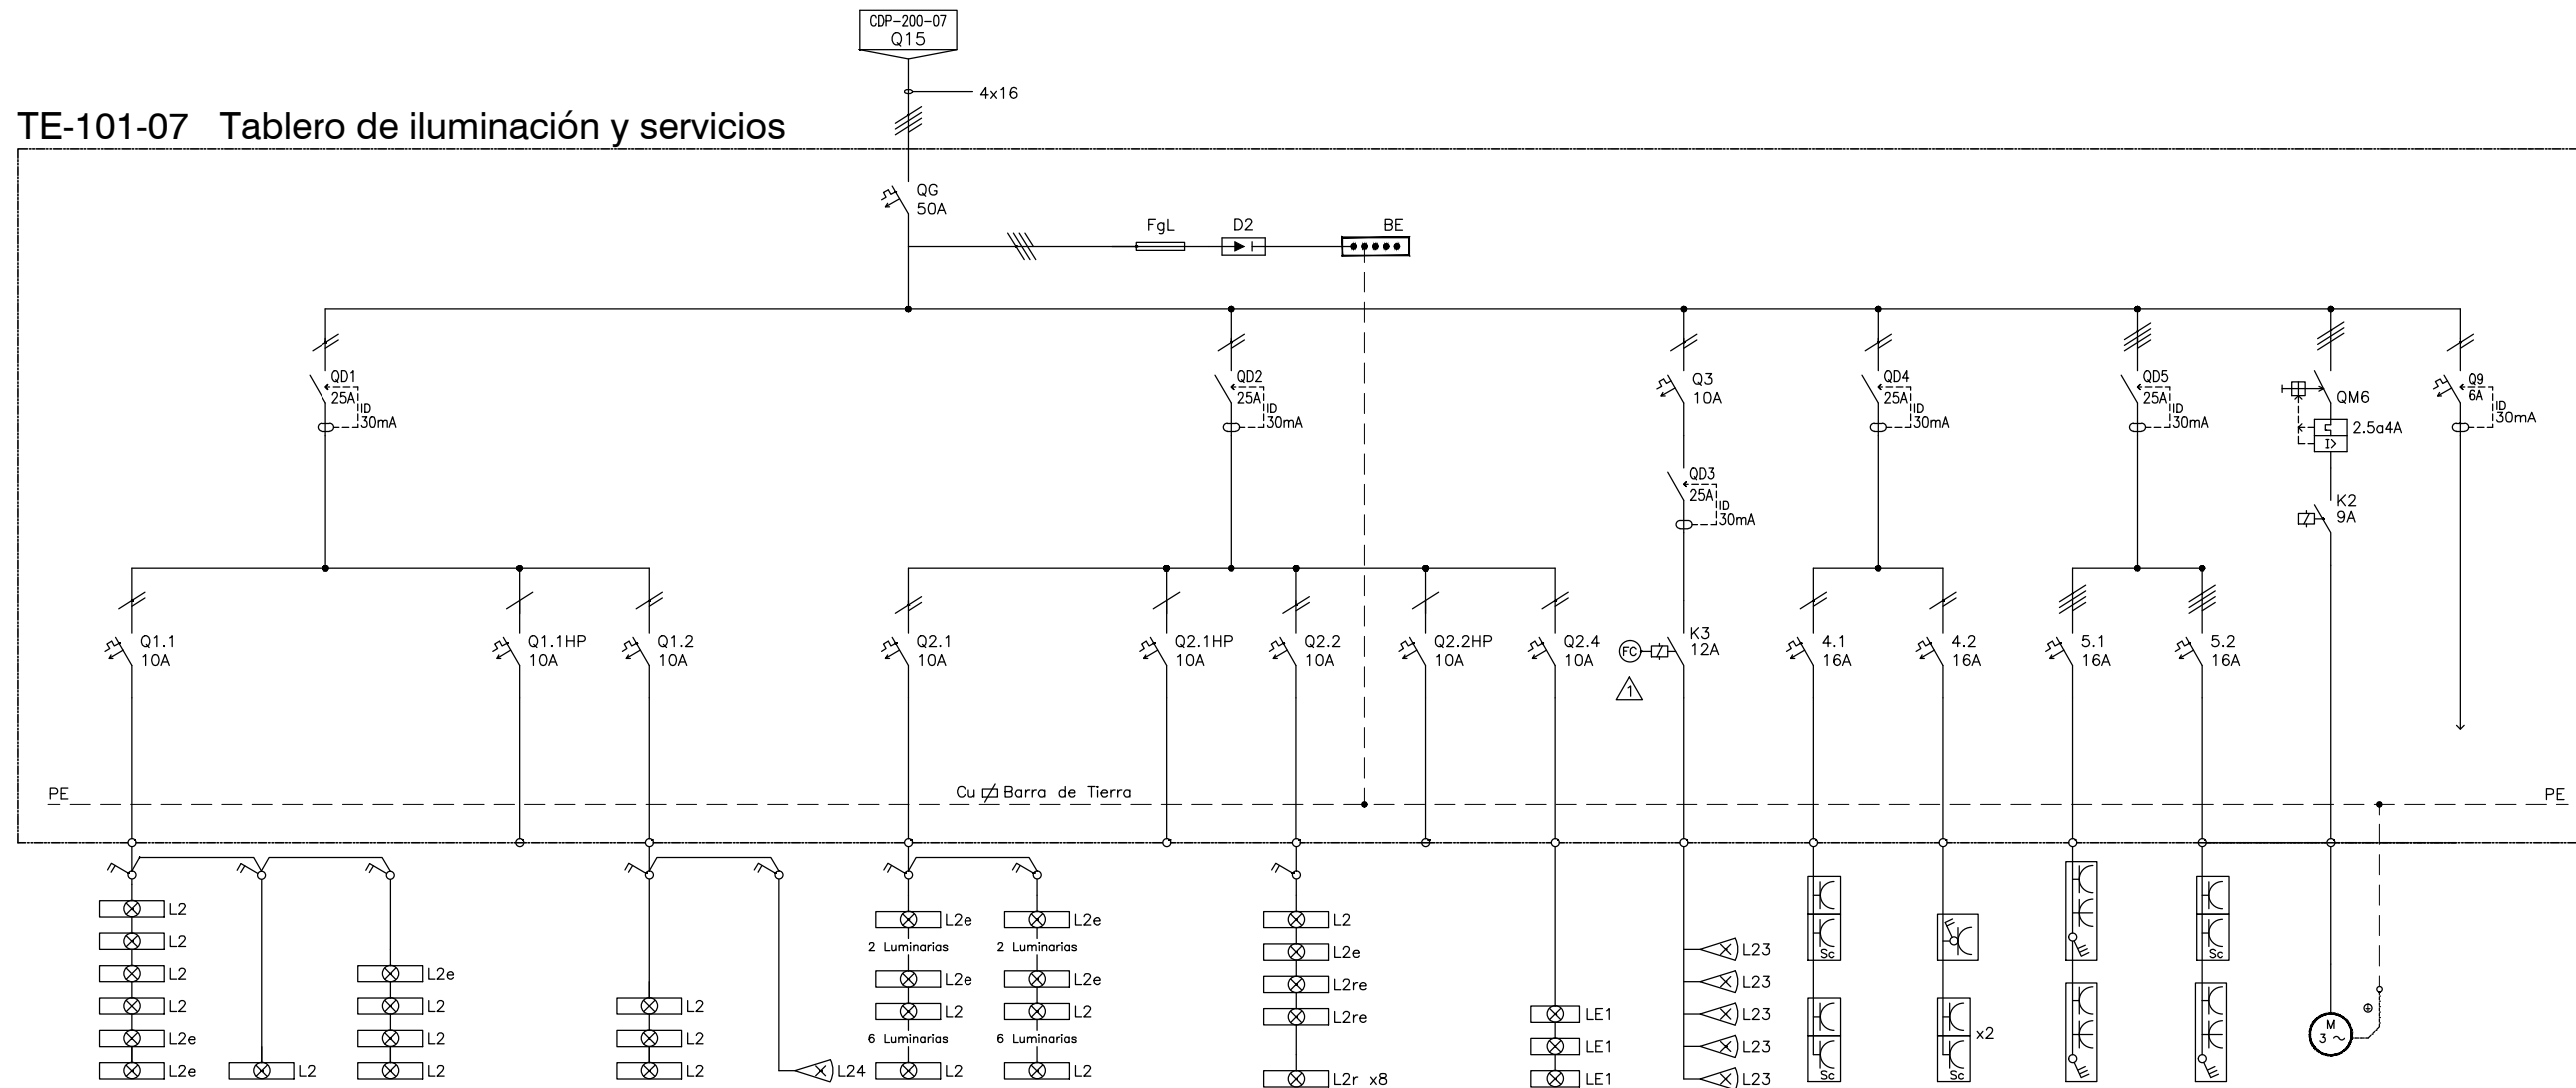 CDP-200-07
Q15
4x16
TE-101-07 Tablero de iluminación y servicios
QG
50A
FgL
D2
BE
QD1
25A
ID
30mA
QD2
25A
ID
30mA
Q3
10A
QD3
25A
ID
30mA
QD4
25A
ID
30mA
QD5
25A
ID
30mA
QM6
2.5a4A
I>
K2
9A
Q9
6A
ID
30mA
Q1.1
10A
Q1.1HP
10A
Q1.2
10A
Q2.1
10A
Q2.1HP
10A
Q2.2
10A
Q2.2HP
10A
Q2.4
10A
FC
K3
12A
1
4.1
16A
4.2
16A
5.1
16A
5.2
16A
PE
Cu Barra de Tierra
PE
L2
L2
L2
L2
L2e
L2e
L2
L2e
L2
L2
L2
L2
L2
L2
L24
L2e
2 Luminarias
L2e
L2
6 Luminarias
L2
L2e
2 Luminarias
L2e
L2
6 Luminarias
L2
L2
L2e
L2re
L2re
L2r x8
LE1
LE1
LE1
L23
L23
L23
L23
L23
Sc
Sc
Sc
x2
Sc
M
3 ~